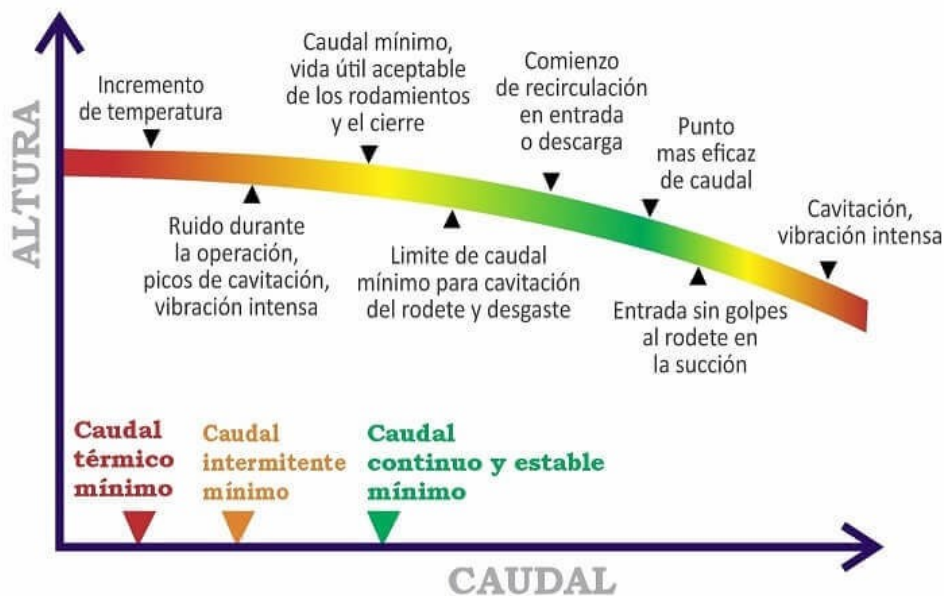 ALTURA
Incremento
de temperatura
Caudal mínimo,
vida útil aceptable
de los rodamientos
y el cierre
Comienzo
de recirculación
en entrada
o descarga
Punto
mas eficaz
de caudal
Cavitación,
vibración intensa
Ruido durante
la operación,
picos de cavitación,
vibración intensa
Limite de caudal
mínimo para cavitación
del rodete y desgaste
Entrada sin golpes
al rodete en
la succión
Caudal
térmico
mínimo
Caudal
intermitente
mínimo
Caudal
continuo y estable
mínimo
CAUDAL